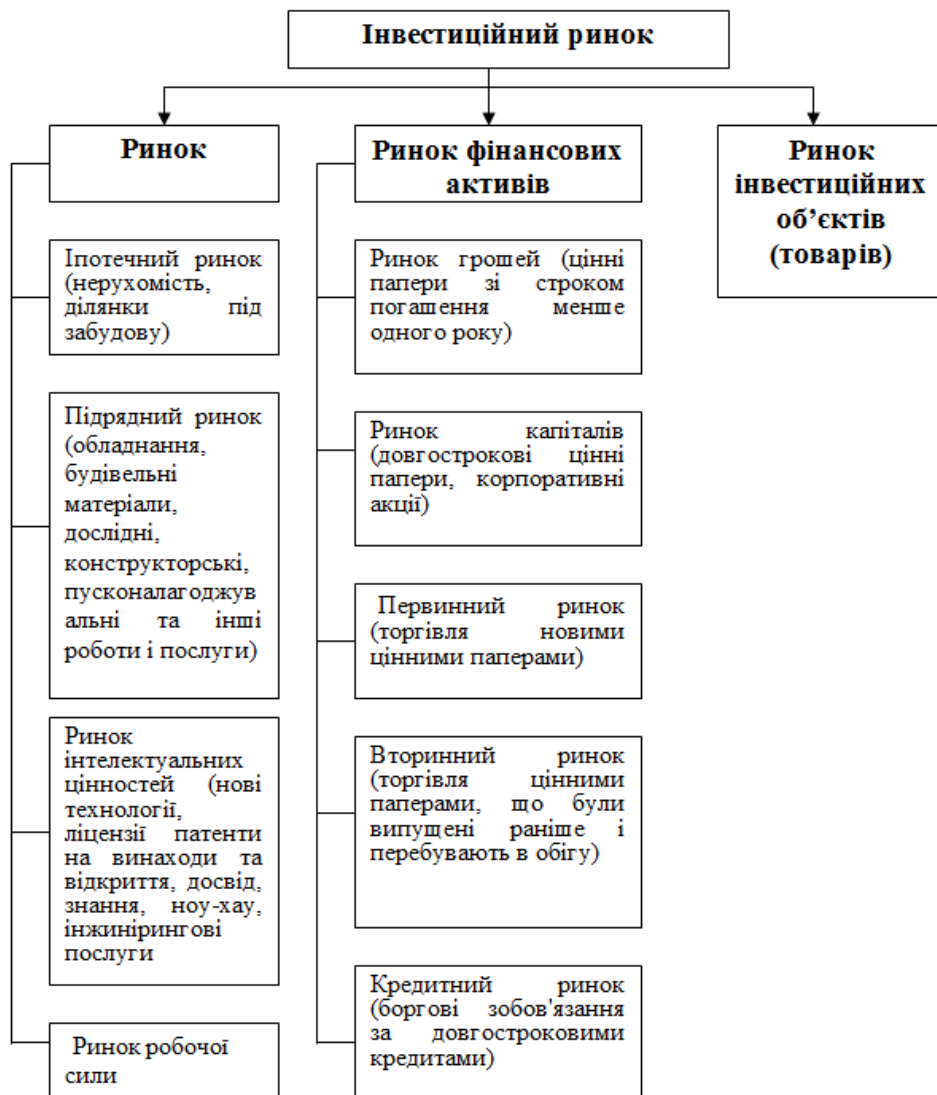 Інвестиційний ринок
Ринок
Іпотечний ринок
(нерухомість,
ділянки під
забудову)
Підрядний ринок
(обладнання,
будівельні
матеріали,
дослідні,
конструкторські,
пусконалагоджув
альні та інші
роботи і послуги)
Ринок
інтелектуальних
цінностей (нові
технології,
ліцензії патенти
на винаходи та
відкриття, досвід,
знання, ноу-хау,
інжинірингові
послуги
Ринок робочої
сили
Ринок фінансових
активів
Ринок грошей (цінні
папери зі строком
погашення менше
одного року)
Ринок капіталів
(довгострокові цінні
папери, корпоративні
акції)
Первинний ринок
(торгівля новими
цінними паперами)
Вторинний ринок
(торгівля цінними
паперами, що були
випущені раніше і
перебувають в обігу)
Кредитний ринок
(боргові зобов'язання
за довгостроковими
кредитами)
Ринок
інвестиційних
об’єктів
(товарів)